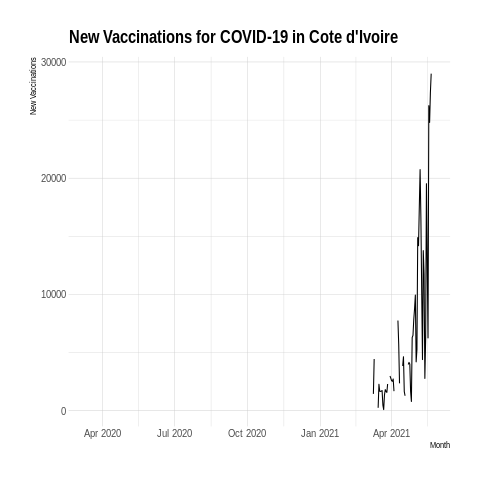 New Vaccinations for COVID-19 in Cote d'Ivoire
New Vaccinations
30000
20000
10000
0
Apr 2020 Jul 2020 Oct 2020 Jan 2021 Apr 2021
Month